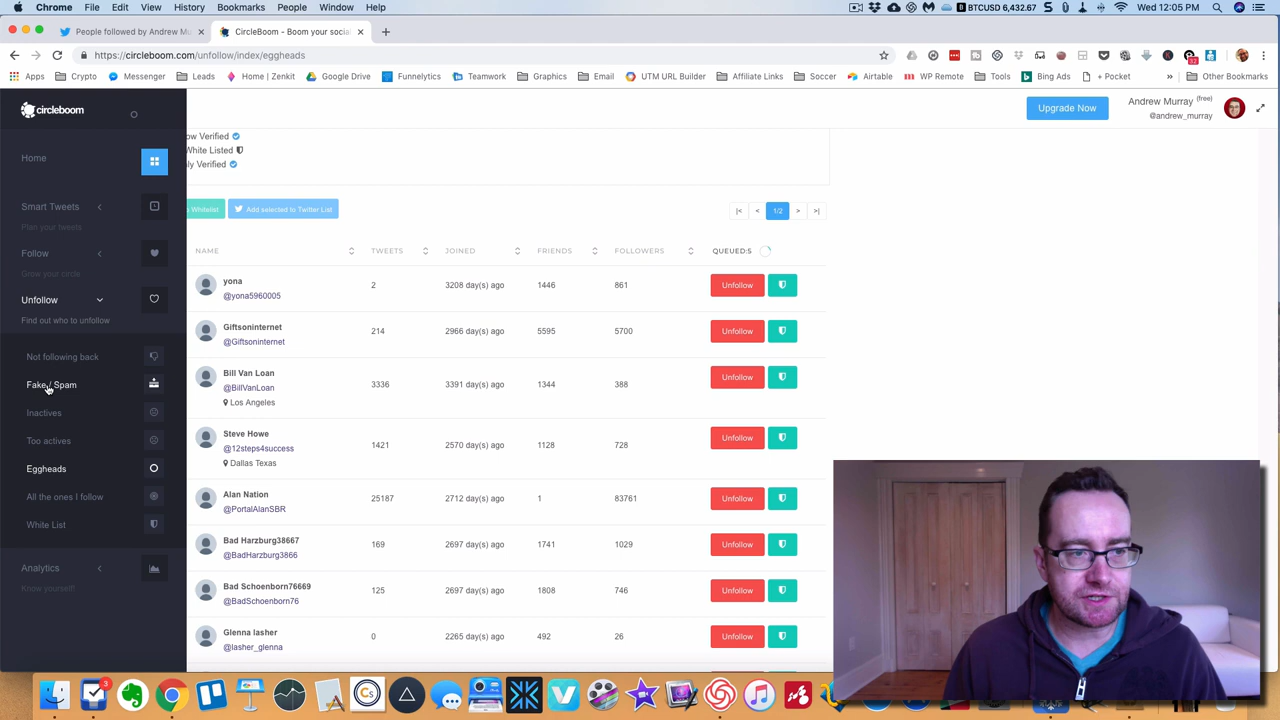 Chrome File Edit View History Bookmarks People Window Help BTCUSD 6,432.67 Wed 12:05 PM
People followed by Andrew Mu CircleBoom - Boom your socia
https://circleboom.com/unfollow/index/eggheads
Apps Crypto Messenger Leads Home | Zenkit Google Drive Funnelytics Teamwork Graphics Email UTM URL Builder Affiliate Links Soccer Airtable WP Remote Tools Bing Ads + Pocket » Other Bookmarks
circleboom
Upgrade Now
Andrew Murray (free)
@andrew_murray
Home
Smart Tweets
Plan your tweets
Follow
Grow your circle
Unfollow
Find out who to unfollow
Not following back
Fake / Spam
Inactives
Too actives
Eggheads
All the ones I follow
White List
Analytics
Know yourself!
ow Verified
White Listed
ly Verified
o Whitelist Add selected to Twitter List
|< < 1/2 > >|
NAME TWEETS JOINED FRIENDS FOLLOWERS QUEUED:5
yona
@yona5960005
2 3208 day(s) ago 1446 861 Unfollow
Giftsoninternet
@Giftsoninternet
214 2966 day(s) ago 5595 5700 Unfollow
Bill Van Loan
@BillVanLoan
Los Angeles
3336 3391 day(s) ago 1344 388 Unfollow
Steve Howe
@12steps4success
Dallas Texas
1421 2570 day(s) ago 1128 728 Unfollow
Alan Nation
@PortalAlanSBR
25187 2712 day(s) ago 1 83761 Unfollow
Bad Harzburg38667
@BadHarzburg3866
169 2697 day(s) ago 1741 1029 Unfollow
Bad Schoenborn76669
@BadSchoenborn76
125 2697 day(s) ago 1808 746 Unfollow
Glenna lasher
@lasher_glenna
0 2265 day(s) ago 492 26 Unfollow
3